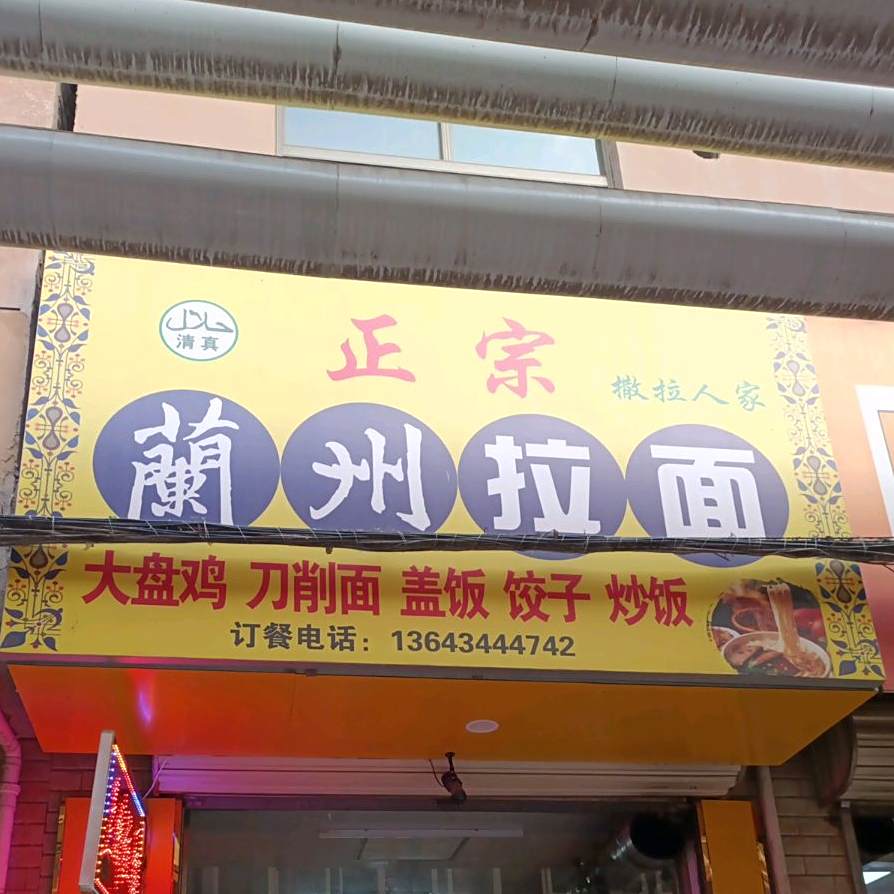 حلال
清真
正宗
撒拉人家
蘭州拉面
大盘鸡 刀削面 盖饭 饺子 炒饭
订餐电话：13643444742